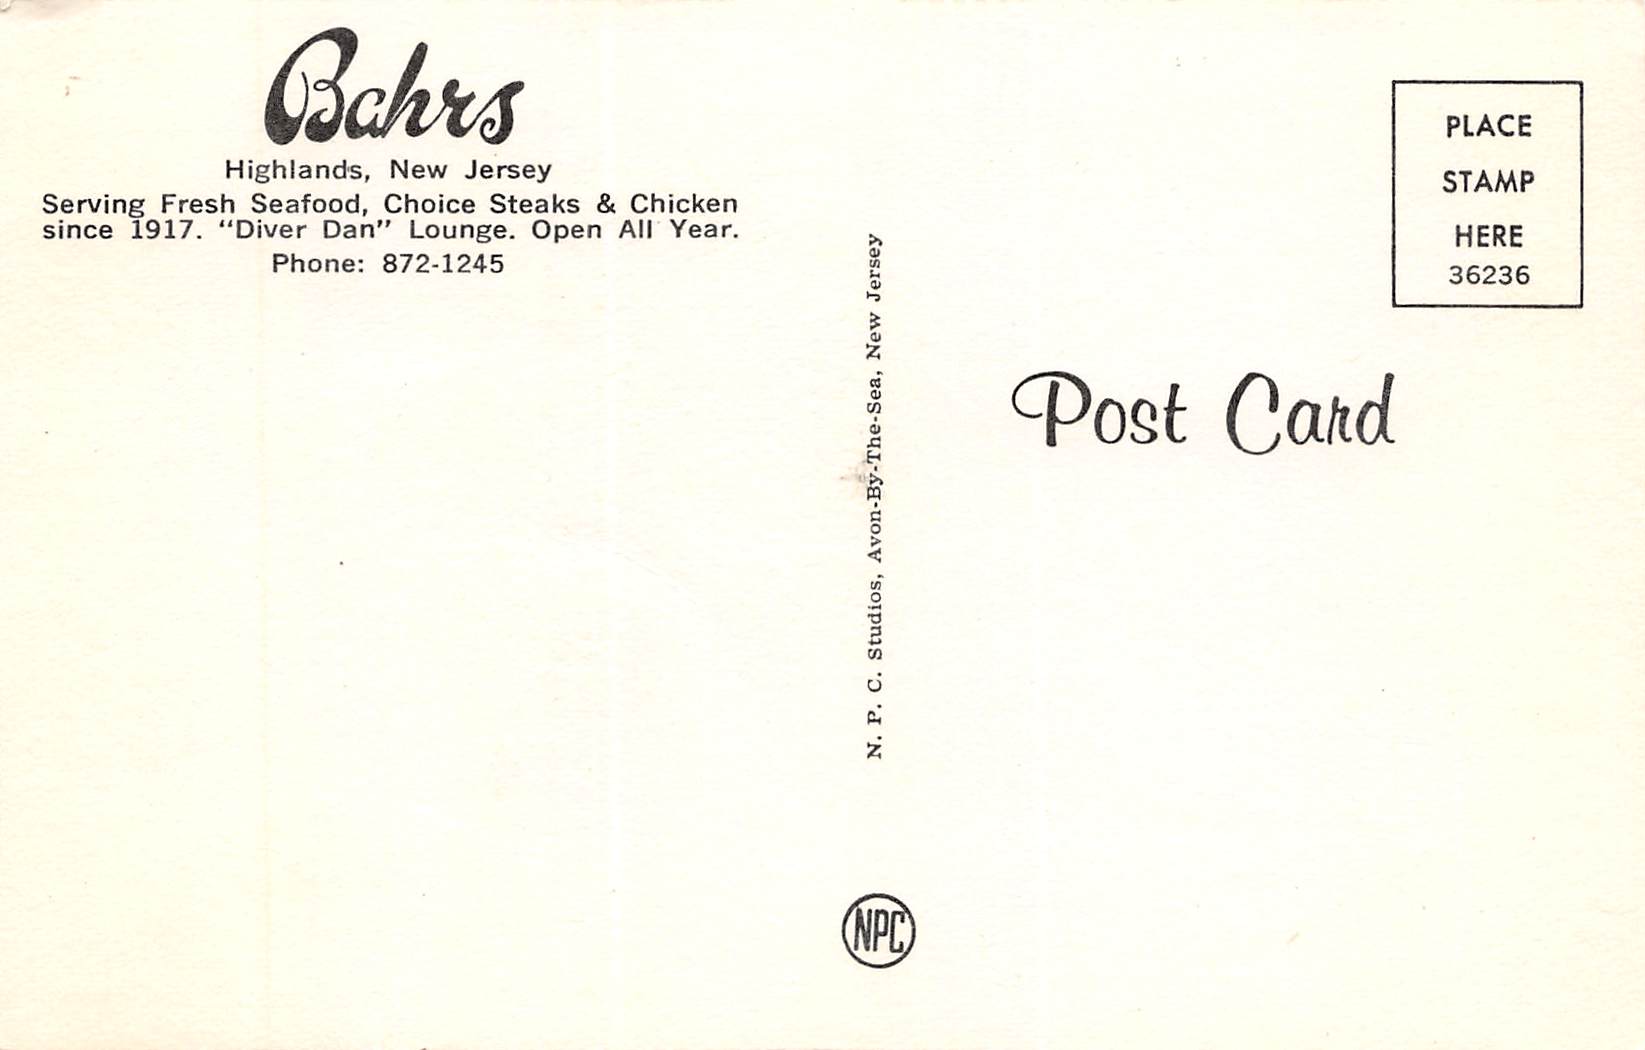 Bahrs
Highlands, New Jersey
Serving Fresh Seafood, Choice Steaks & Chicken
since 1917. “Diver Dan” Lounge. Open All Year.
Phone: 872-1245
N. P. C. Studios, Avon-By-The-Sea, New Jersey
NPC
PLACE
STAMP
HERE
36236
Post Card